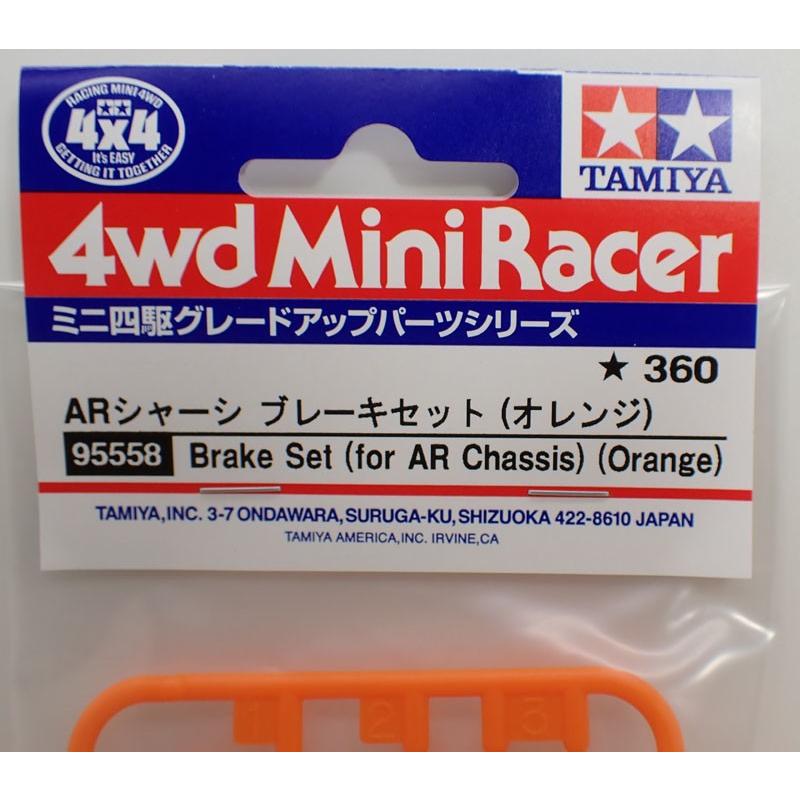 RACING MINI 4WD
4x4
It's EASY
GETTING IT TOGETHER
TAMIYA
4wd Mini Racer
ミニ四駆グレードアップパーツシリーズ
★ 360
ARシャーシ ブレーキセット (オレンジ)
95558 Brake Set (for AR Chassis) (Orange)
TAMIYA,INC. 3-7 ONDAWARA,SURUGA-KU,SHIZUOKA 422-8610 JAPAN
TAMIYA AMERICA,INC. IRVINE,CA
1 2 3